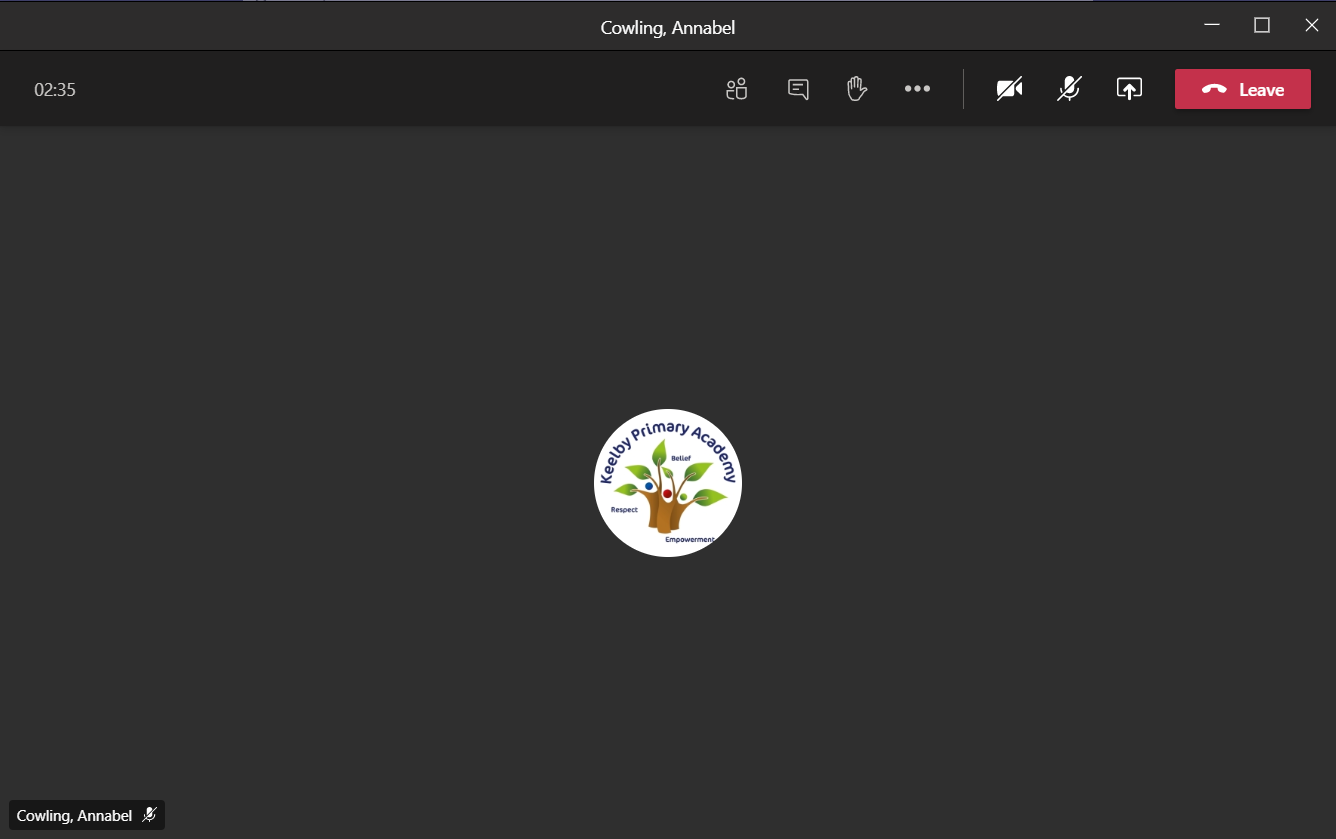 Cowling, Annabel
02:35
Leave
Keelby Primary Academy
Belief
Respect
Empowerment
Cowling, Annabel